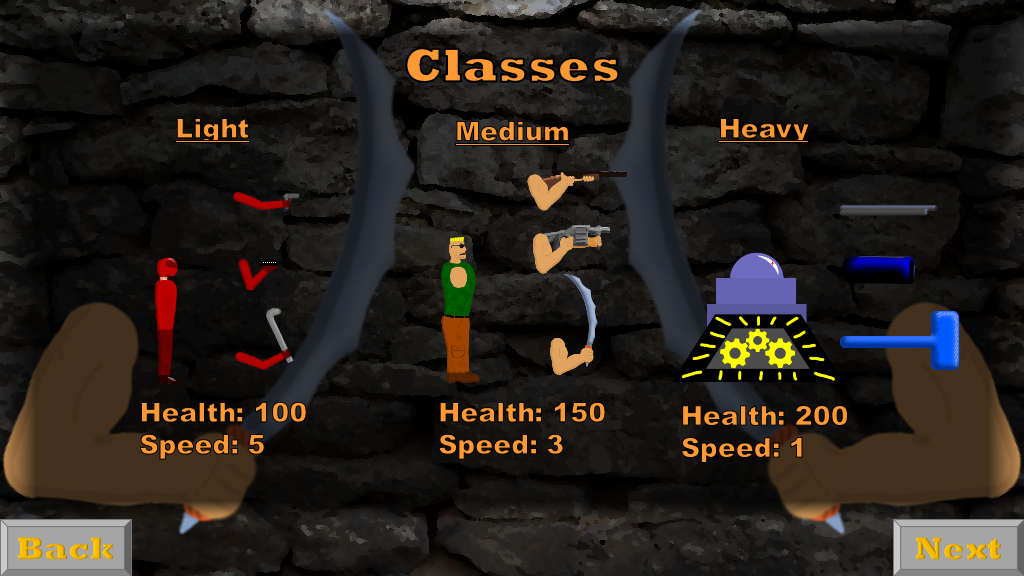 Classes
Light
Medium
Heavy
Health: 100
Speed: 5
Health: 150
Speed: 3
Health: 200
Speed: 1
Back
Next